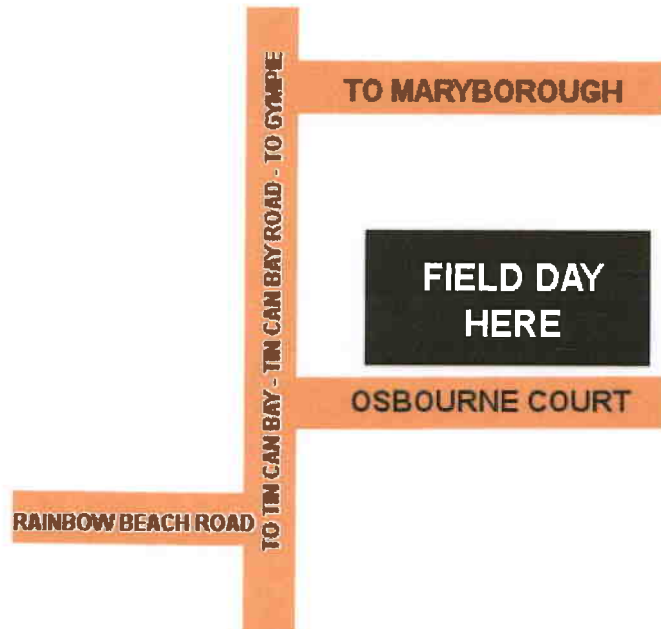 TO MARYBOROUGH
TO TIN CAN BAY - TIN CAN BAY ROAD - TO GYMPIE
FIELD DAY
HERE
OSBOURNE COURT
RAINBOW BEACH ROAD